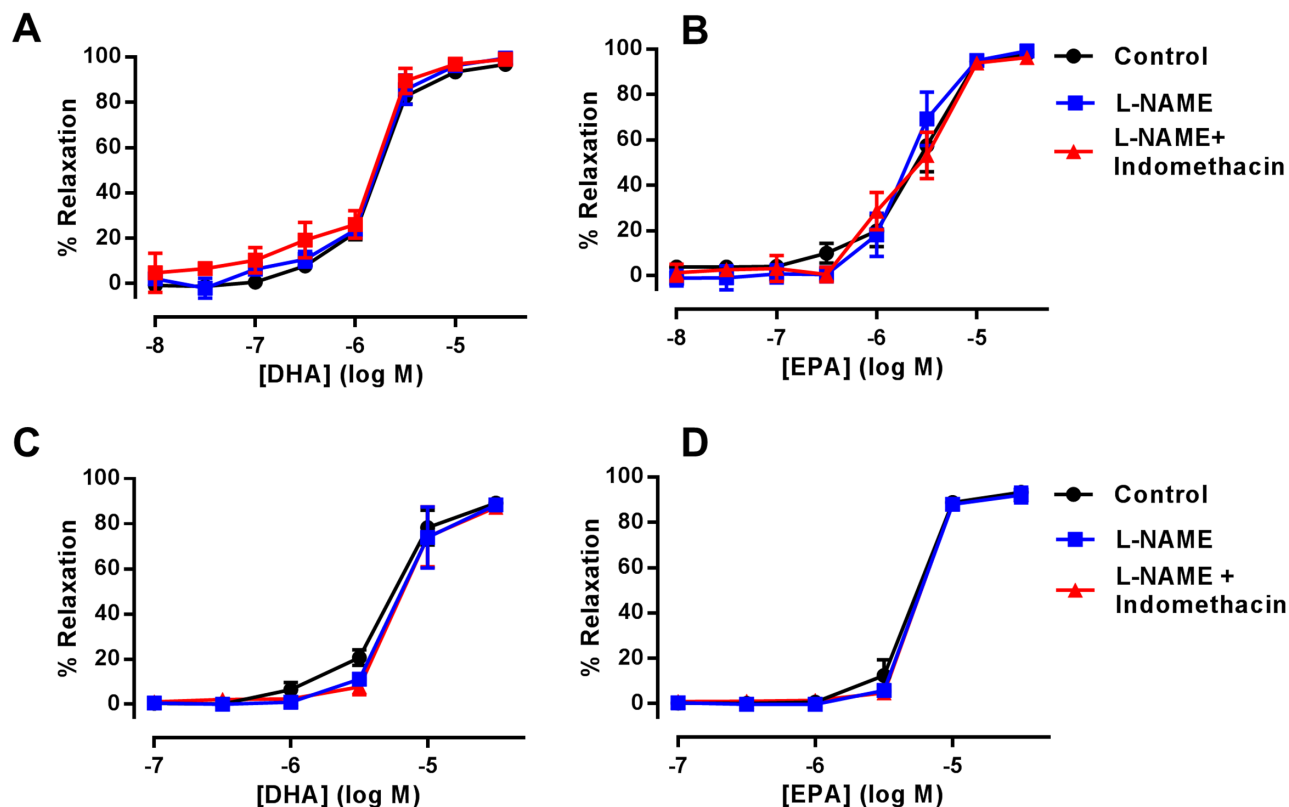 A
100
80
60
40
20
0
% Relaxation
-8
-7
-6
-5
[DHA] (log M)
B
100
80
60
40
20
0
% Relaxation
-8
-7
-6
-5
[EPA] (log M)
Control
L-NAME
L-NAME+
Indomethacin
C
100
80
60
40
20
0
% Relaxation
-7
-6
-5
[DHA] (log M)
D
100
80
60
40
20
0
% Relaxation
-7
-6
-5
[EPA] (log M)
Control
L-NAME
L-NAME +
Indomethacin